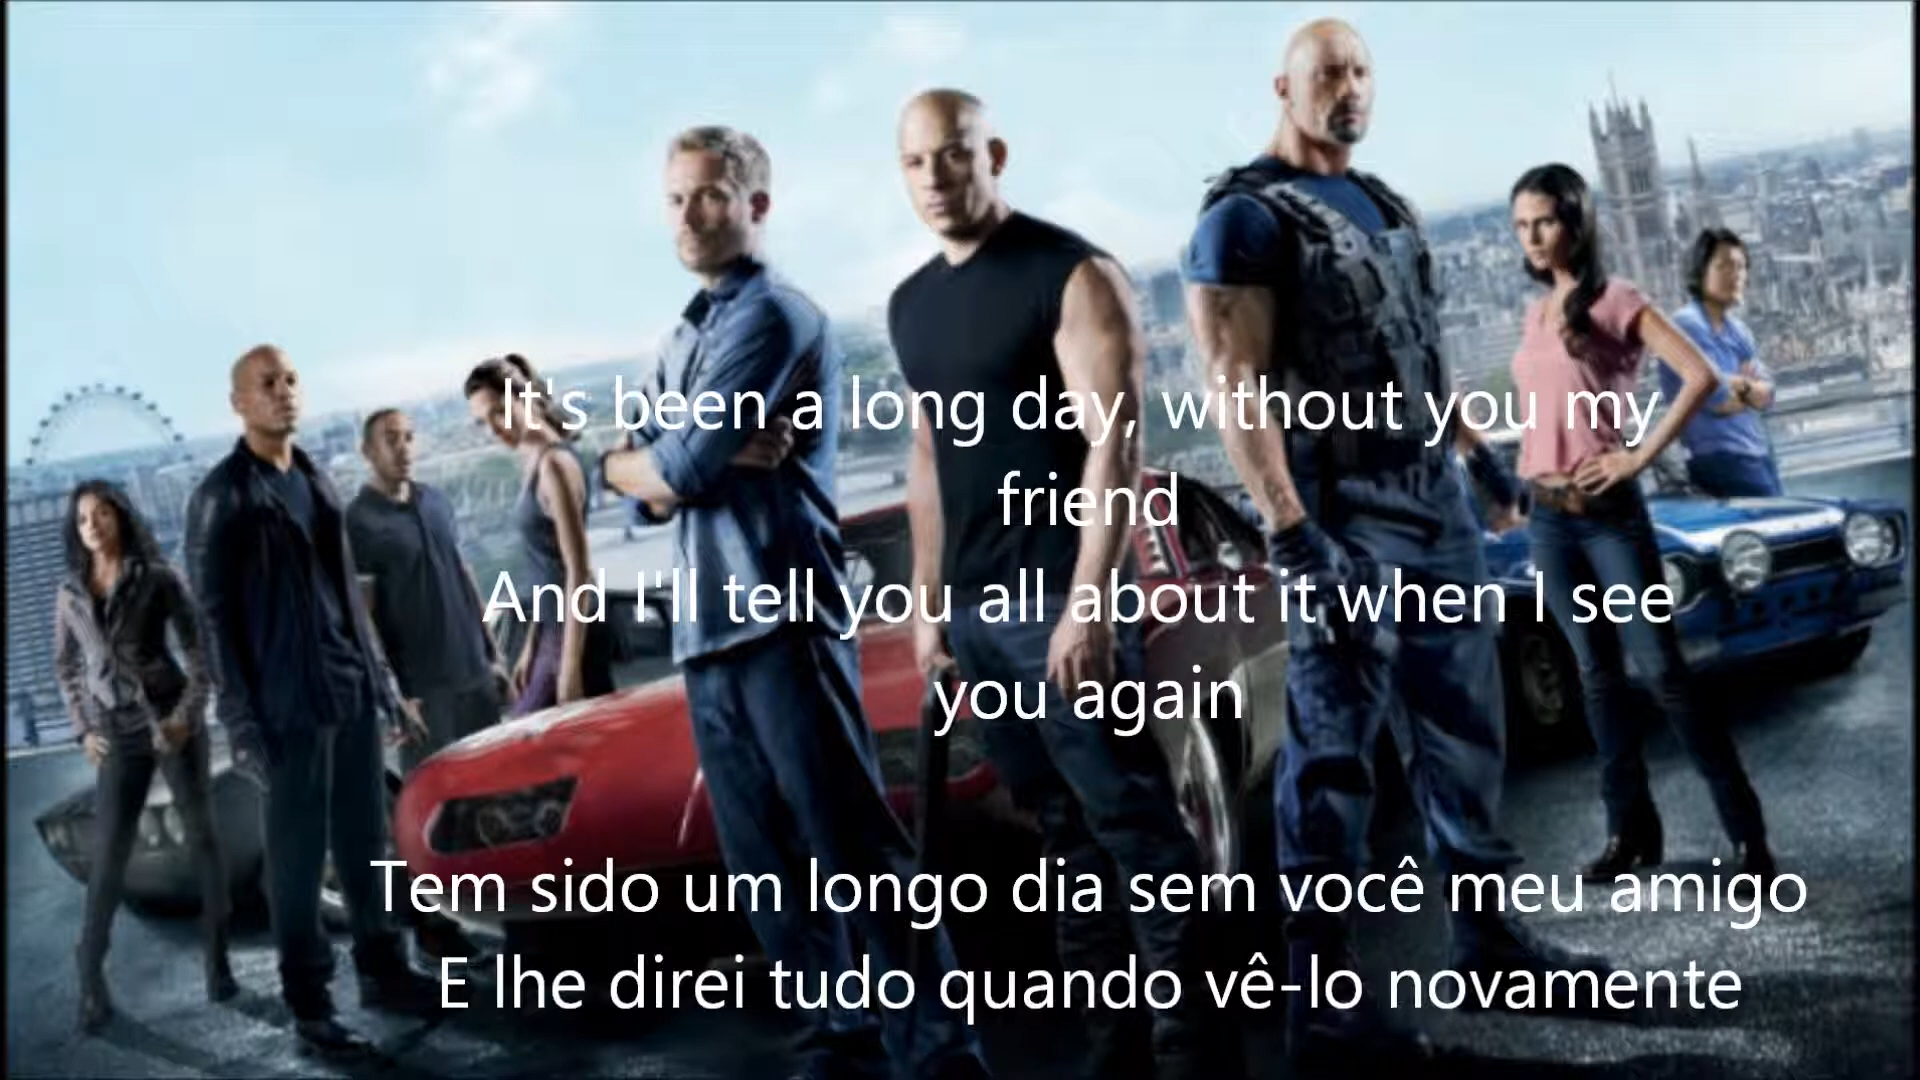 It's been a long day, without you my
friend
And I'll tell you all about it when I see
you again
Tem sido um longo dia sem você meu amigo
E lhe direi tudo quando vê-lo novamente